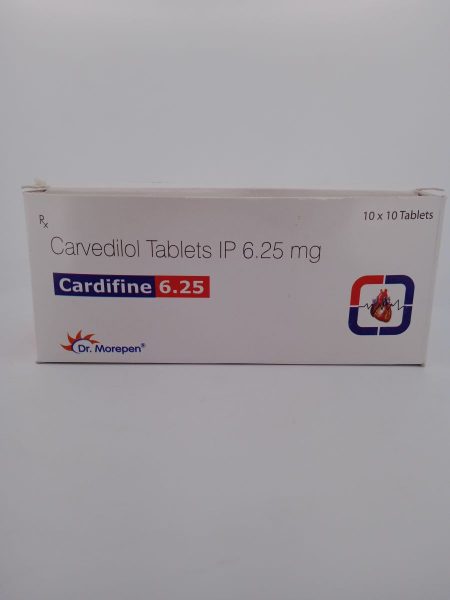 Rx
10 x 10 Tablets
Carvedilol Tablets IP 6.25 mg
Cardifine 6.25
Dr. Morepen®